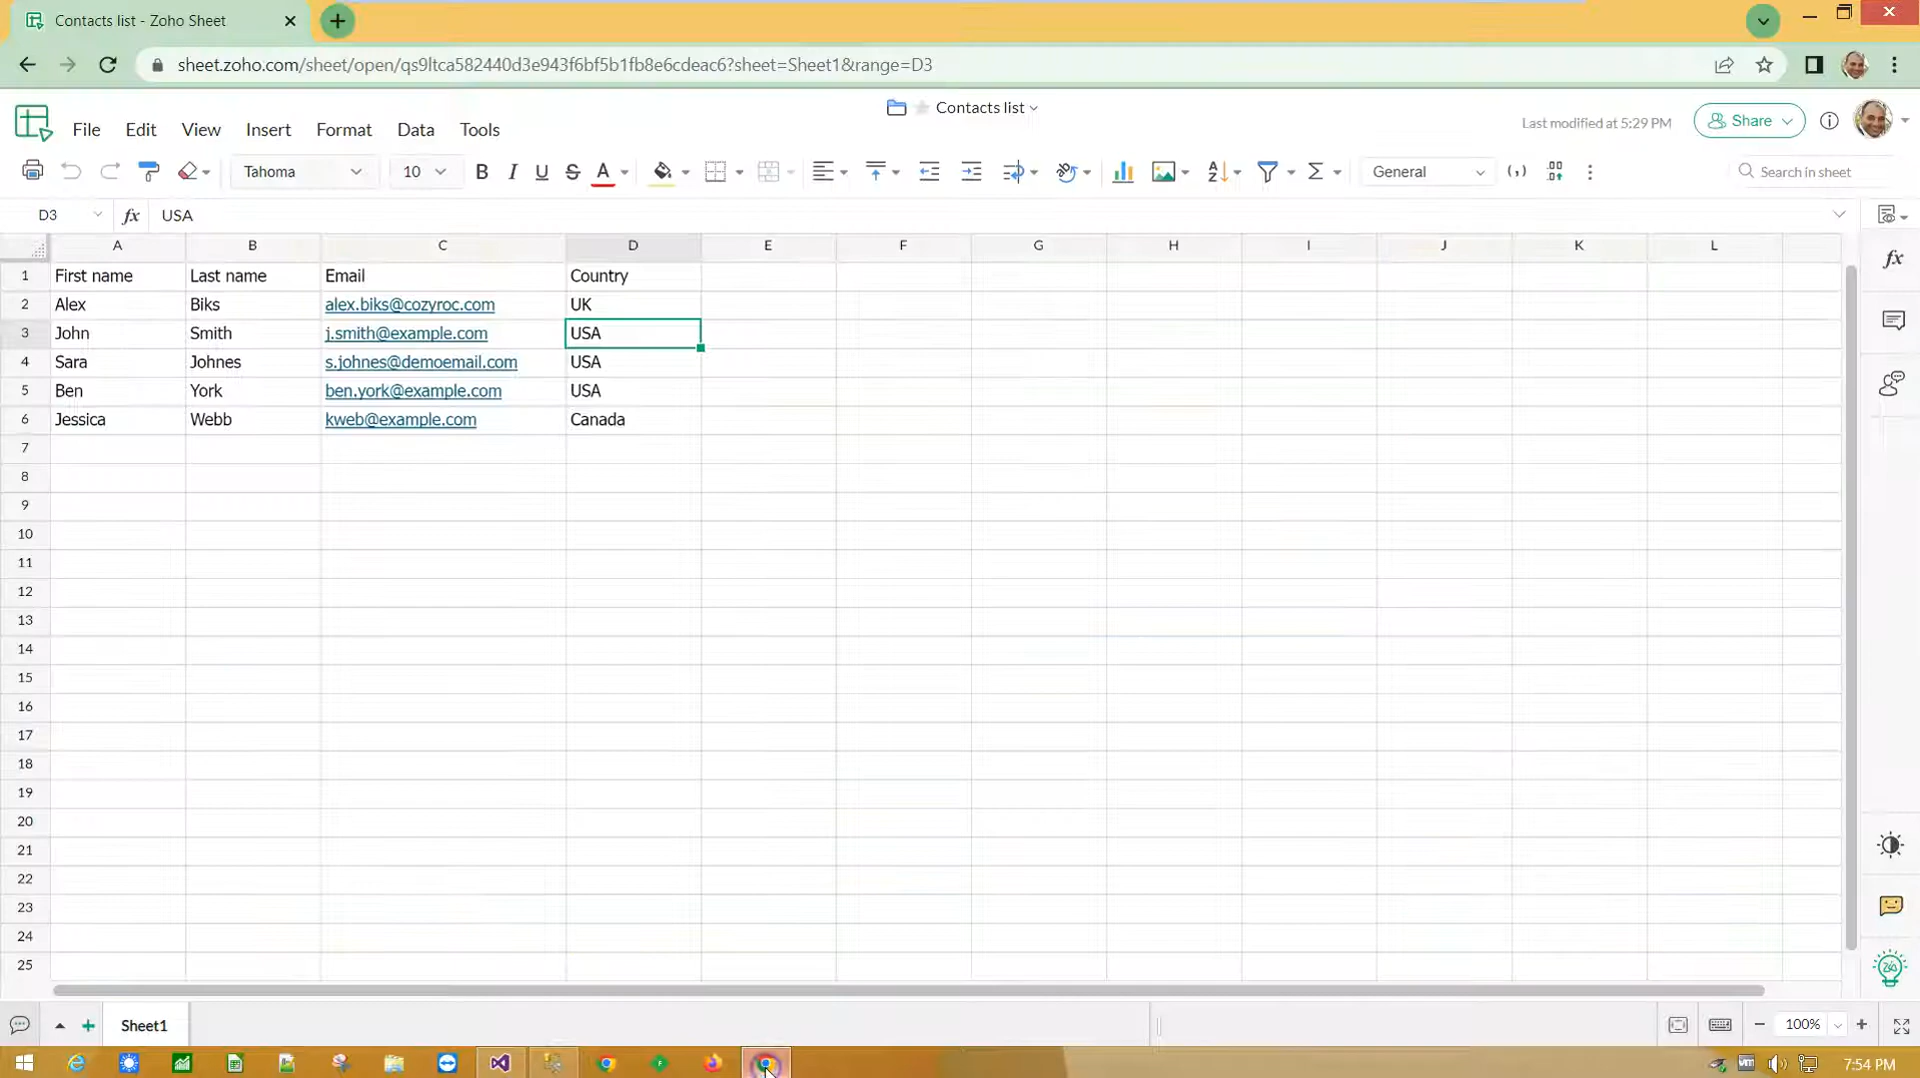 Contacts list - Zoho Sheet
sheet.zoho.com/sheet/open/qs9ltca582440d3e943f6bf5b1fb8e6cdeac6?sheet=Sheet1&range=D3
Contacts list
File Edit View Insert Format Data Tools
Last modified at 5:29 PM
Share
Tahoma 10 B I U S A General Search in sheet
D3 fx USA
A B C D E F G H I J K L
1 First name Last name Email Country
2 Alex Biks alex.biks@cozyroc.com UK
3 John Smith j.smith@example.com USA
4 Sara Johnes s.johnes@demoemail.com USA
5 Ben York ben.york@example.com USA
6 Jessica Webb kweb@example.com Canada
7
8
9
10
11
12
13
14
15
16
17
18
19
20
21
22
23
24
25
Sheet1
100%
7:54 PM